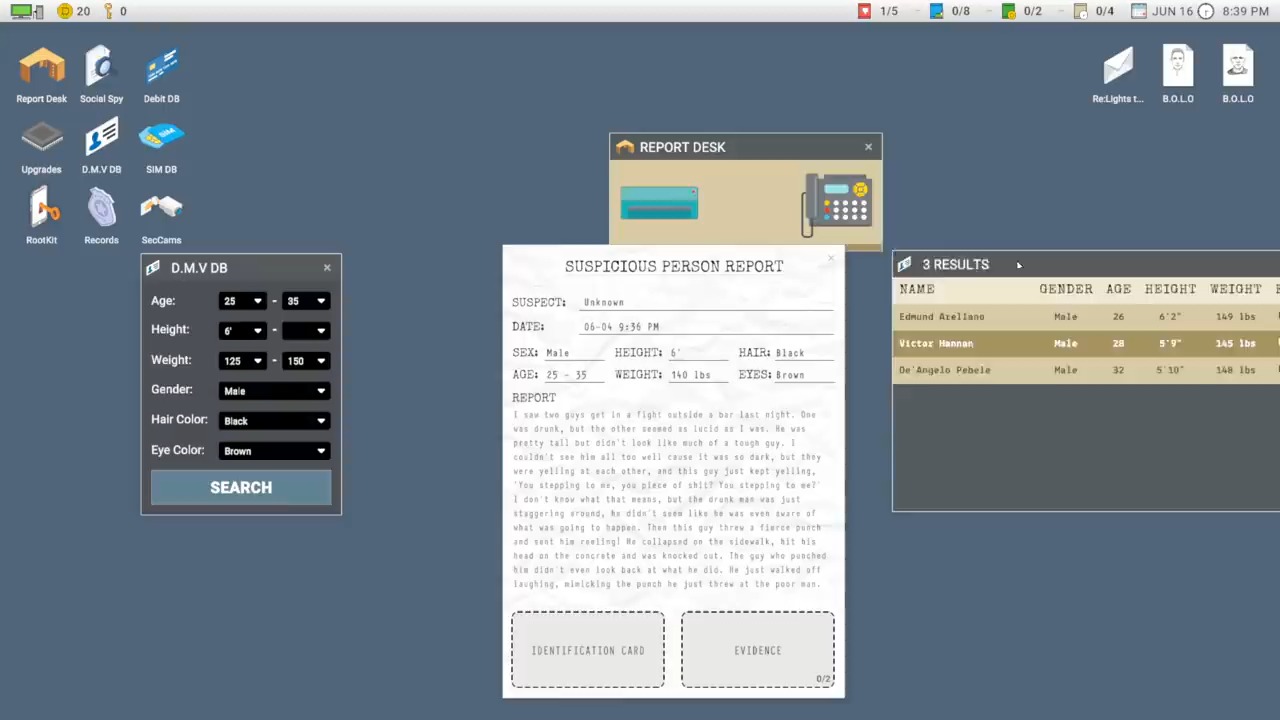 20 0 1/5 0/8 0/2 0/4 JUN 16 8:39 PM
Report Desk Social Spy Debit DB
Re:Lights t... B.O.L.O B.O.L.O
Upgrades D.M.V DB SIM DB
RootKit Records SecCams
D.M.V DB
Age: 25 - 35
Height: 6'
Weight: 125 - 150
Gender: Male
Hair Color: Black
Eye Color: Brown
SEARCH
REPORT DESK
SUSPICIOUS PERSON REPORT
SUSPECT: Unknown
DATE: 06-04 9:36 PM
SEX: Male HEIGHT: 6' HAIR: Black
AGE: 25 - 35 WEIGHT: 140 lbs EYES: Brown
REPORT
I saw two guys get in a fight outside a bar last night. One
was drunk, but the other seemed as lucid as I was. He was
pretty tall but didn't look like much of a tough guy. I
couldn't see him all too well cause it was so dark, but they
were yelling at each other, and this guy just kept yelling,
'You stepping to me, you piece of shit? You stepping to me?'
I don't know what that means, but the drunk man was just
staggering around, he didn't seem like he was even aware of
what was going to happen. Then this guy threw a fierce punch
and sent him reeling! He collapsed on the sidewalk, hit his
head on the concrete and was knocked out. The guy who punched
him didn't even look back at what he did. He just walked off
laughing, mimicking the punch he just threw at the poor man.
IDENTIFICATION CARD
EVIDENCE
0/2
3 RESULTS
NAME GENDER AGE HEIGHT WEIGHT
Edmund Arellano Male 26 6'2" 149 lbs
Victor Hannan Male 28 5'9" 145 lbs
De'Angelo Pebele 32 Male 5'10" 148 lbs